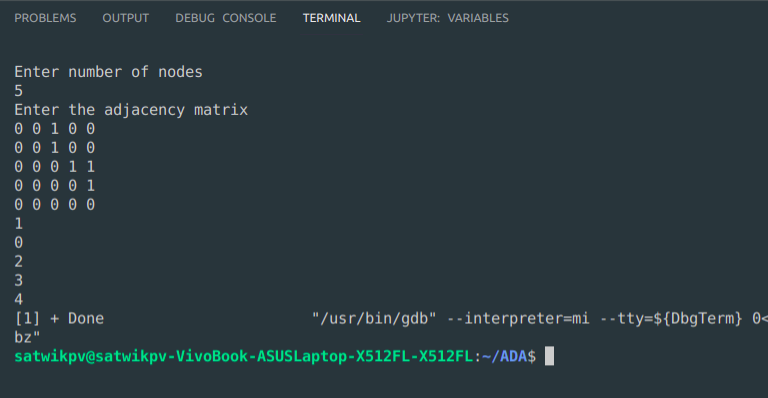 PROBLEMS OUTPUT DEBUG CONSOLE TERMINAL JUPYTER: VARIABLES
Enter number of nodes
5
Enter the adjacency matrix
0 0 1 0 0
0 0 1 0 0
0 0 0 1 1
0 0 0 0 1
0 0 0 0 0
1
0
2
3
4
[1] + Done "/usr/bin/gdb" --interpreter=mi --tty=${DbgTerm} 0<
bz"
satwikpv@satwikpv-VivoBook-ASUSLaptop-X512FL-X512FL:~/ADA$